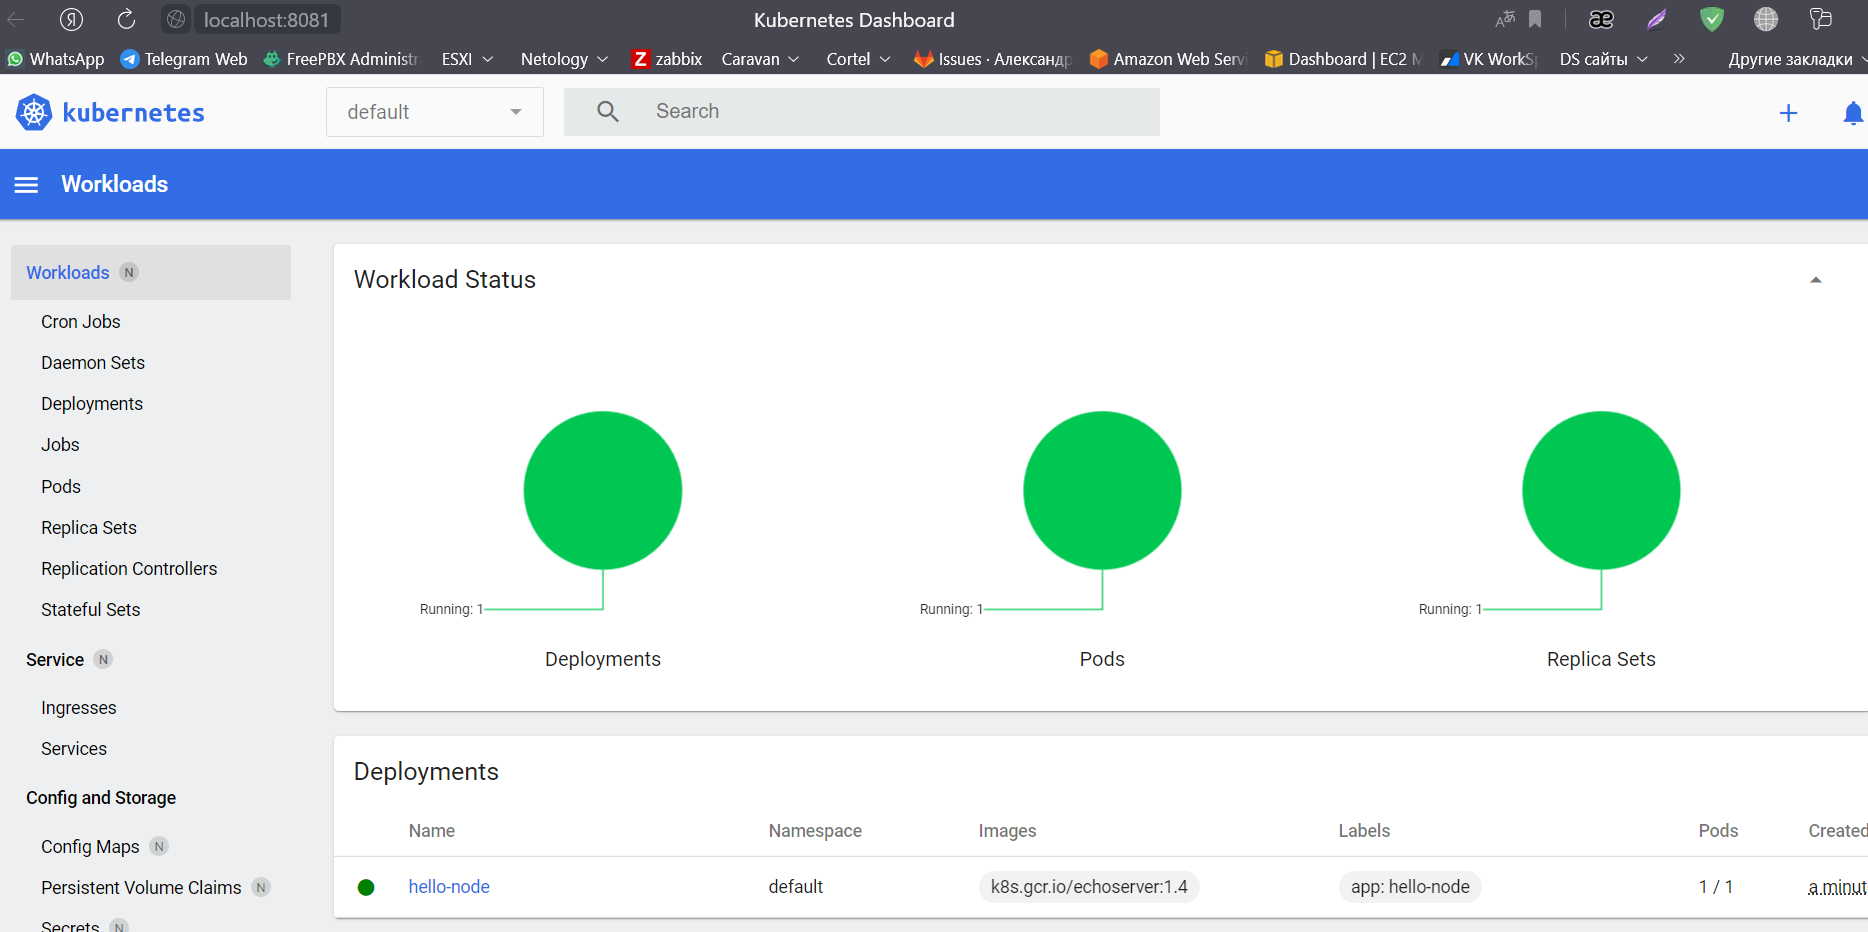 localhost:8081 Kubernetes Dashboard
WhatsApp Telegram Web FreePBX Administr ESXI Netology zabbix Caravan Cortel Issues · Александр Amazon Web Servi Dashboard | EC2 M VK WorkSp DS сайты » Другие закладки
kubernetes default Search
Workloads
Workloads N
Cron Jobs
Daemon Sets
Deployments
Jobs
Pods
Replica Sets
Replication Controllers
Stateful Sets
Service N
Ingresses
Services
Config and Storage
Config Maps N
Persistent Volume Claims N
Secrets N
Workload Status
Running: 1 Running: 1 Running: 1
Deployments Pods Replica Sets
Deployments
Name Namespace Images Labels Pods Created
hello-node default k8s.gcr.io/echoserver:1.4 app: hello-node 1 / 1 a minut